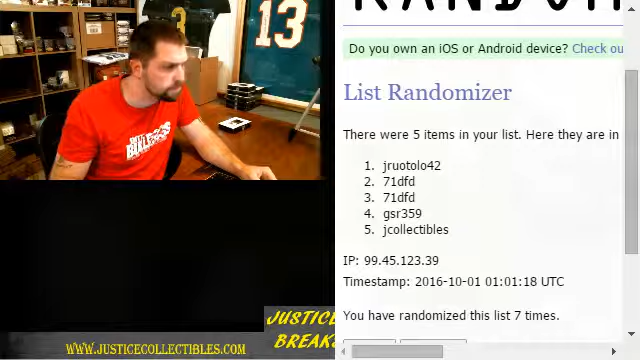 RANDOM
Do you own an iOS or Android device? Check ou
List Randomizer
There were 5 items in your list. Here they are in
1. jruotolo42
2. 71dfd
3. 71dfd
4. gsr359
5. jcollectibles
IP: 99.45.123.39
Timestamp: 2016-10-01 01:01:18 UTC
You have randomized this list 7 times.
13
3
JUSTICE
BREAKS
WWW.JUSTICECOLLECTIBLES.COM